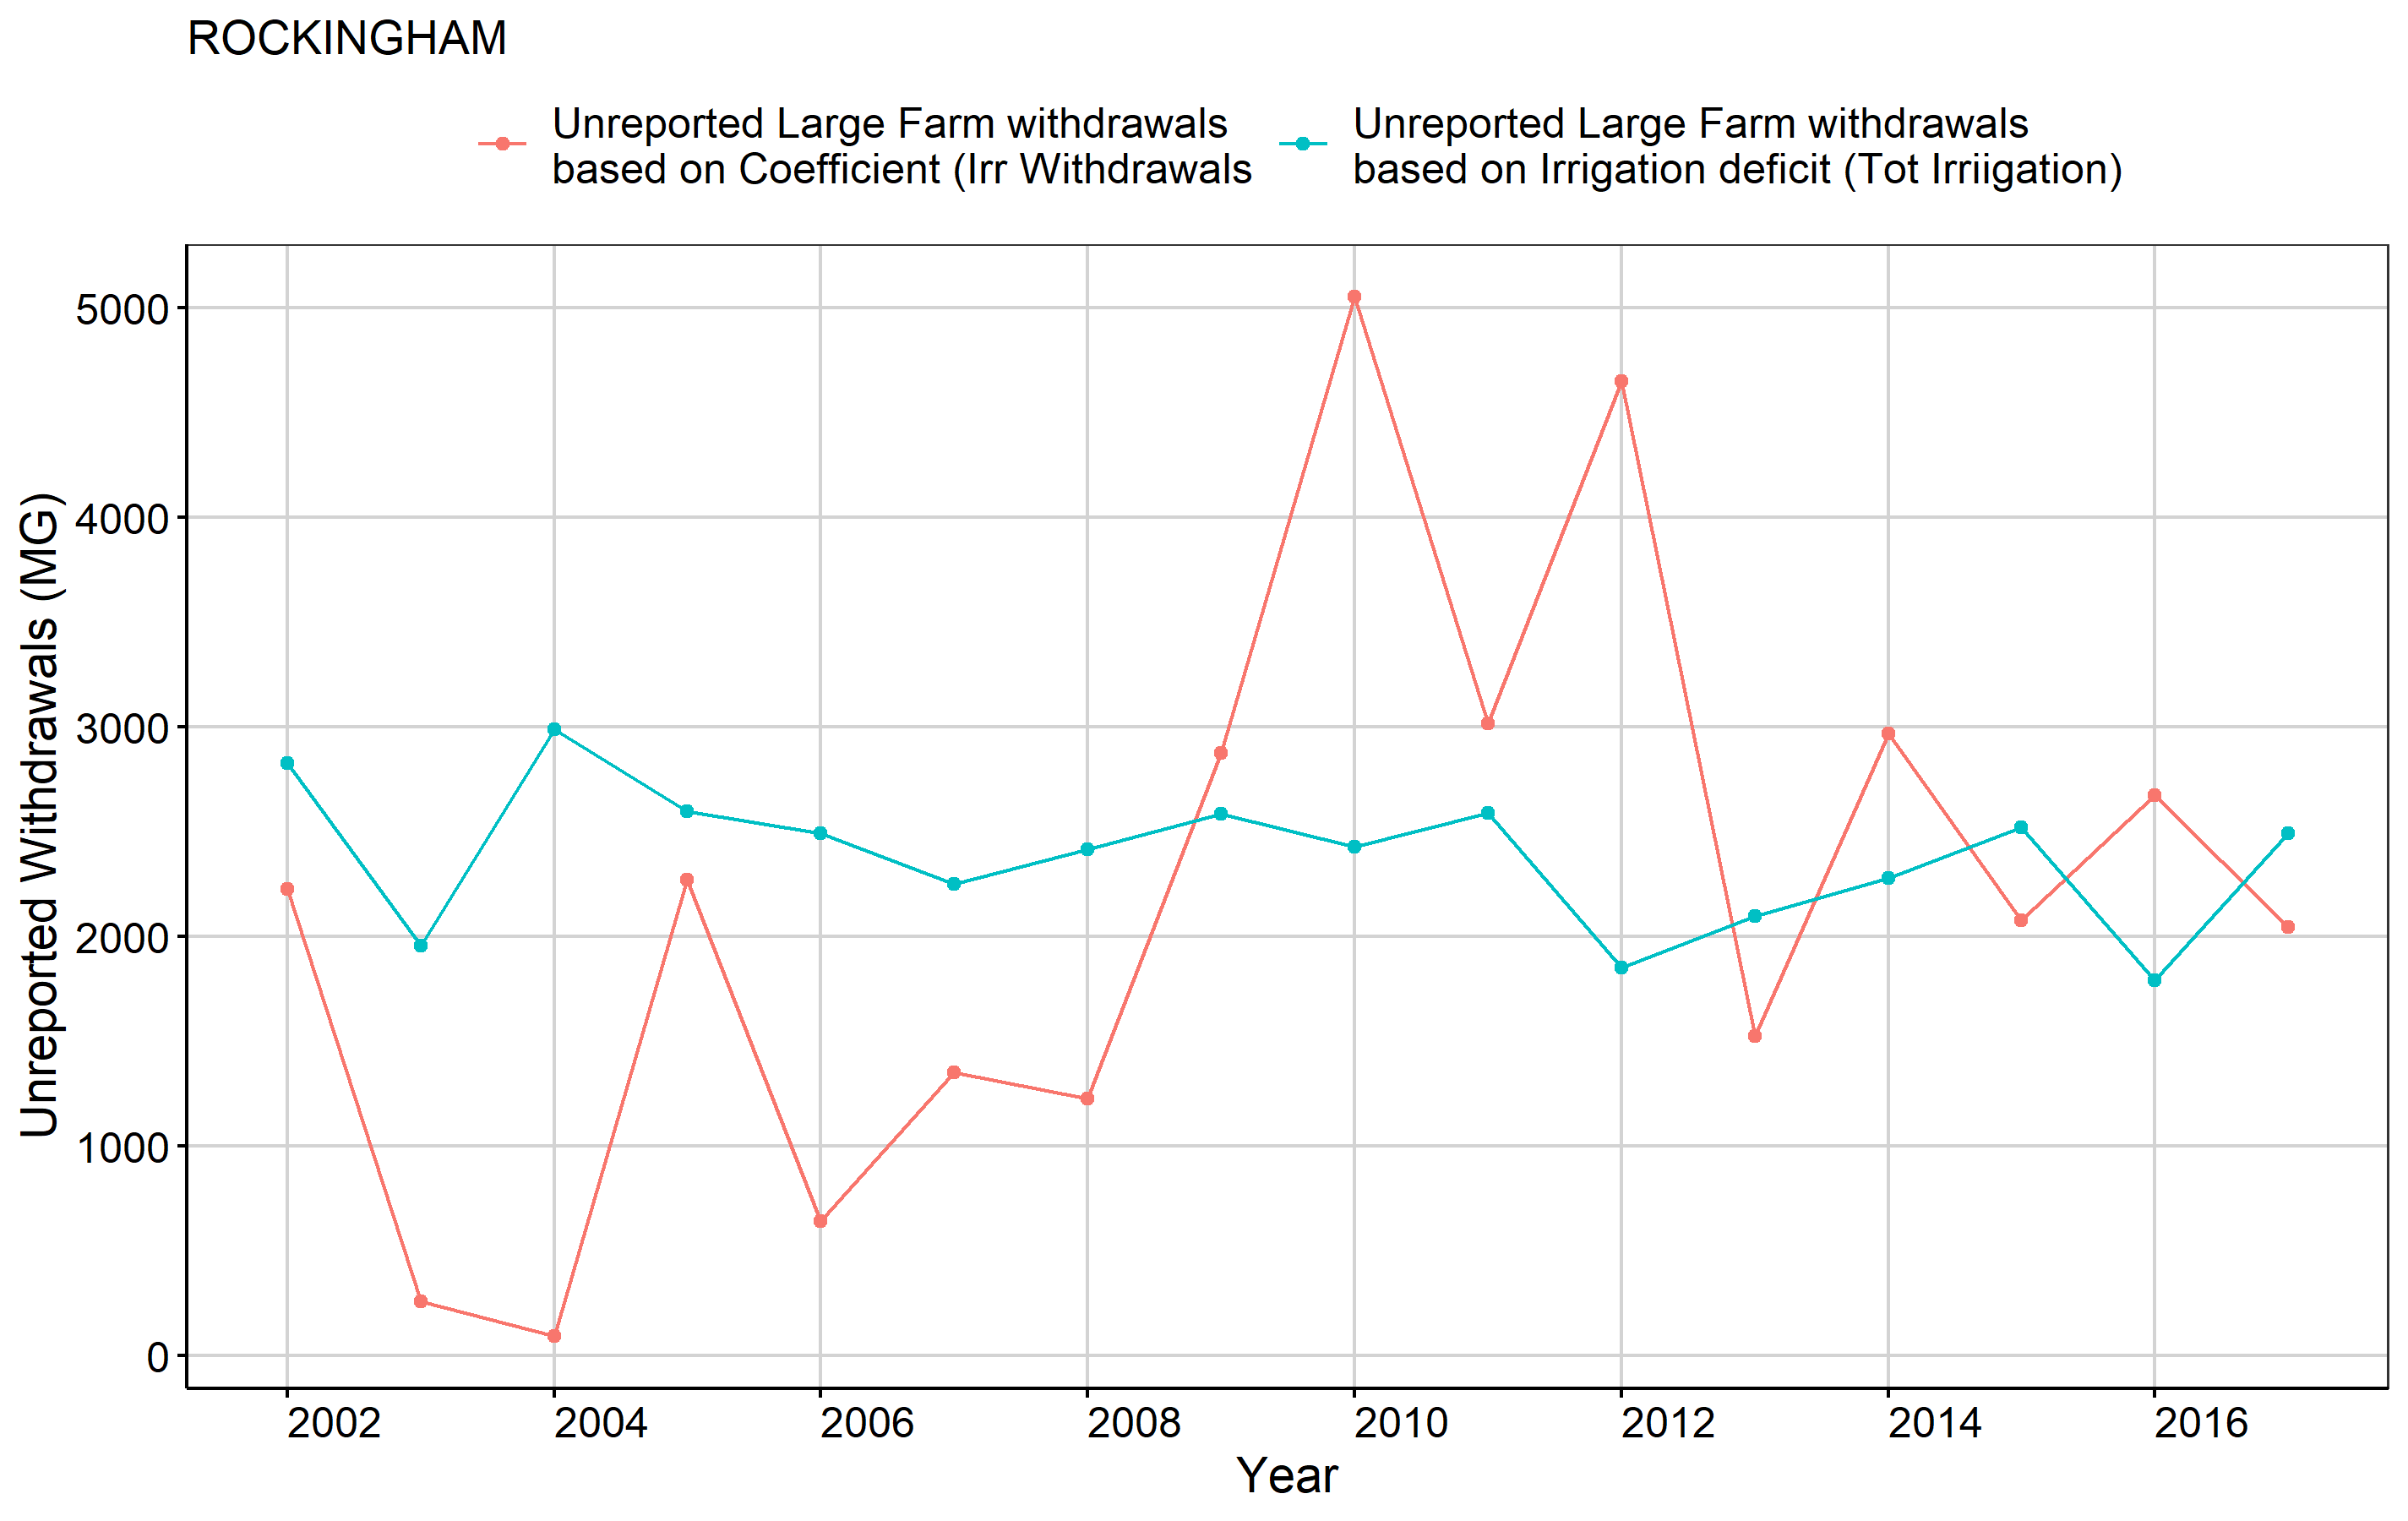 ROCKINGHAM
Unreported Large Farm withdrawals
based on Coefficient (Irr Withdrawals
Unreported Large Farm withdrawals
based on Irrigation deficit (Tot Irriigation)
Unreported Withdrawals (MG)
5000
4000
3000
2000
1000
0
2002 2004 2006 2008 2010 2012 2014 2016
Year